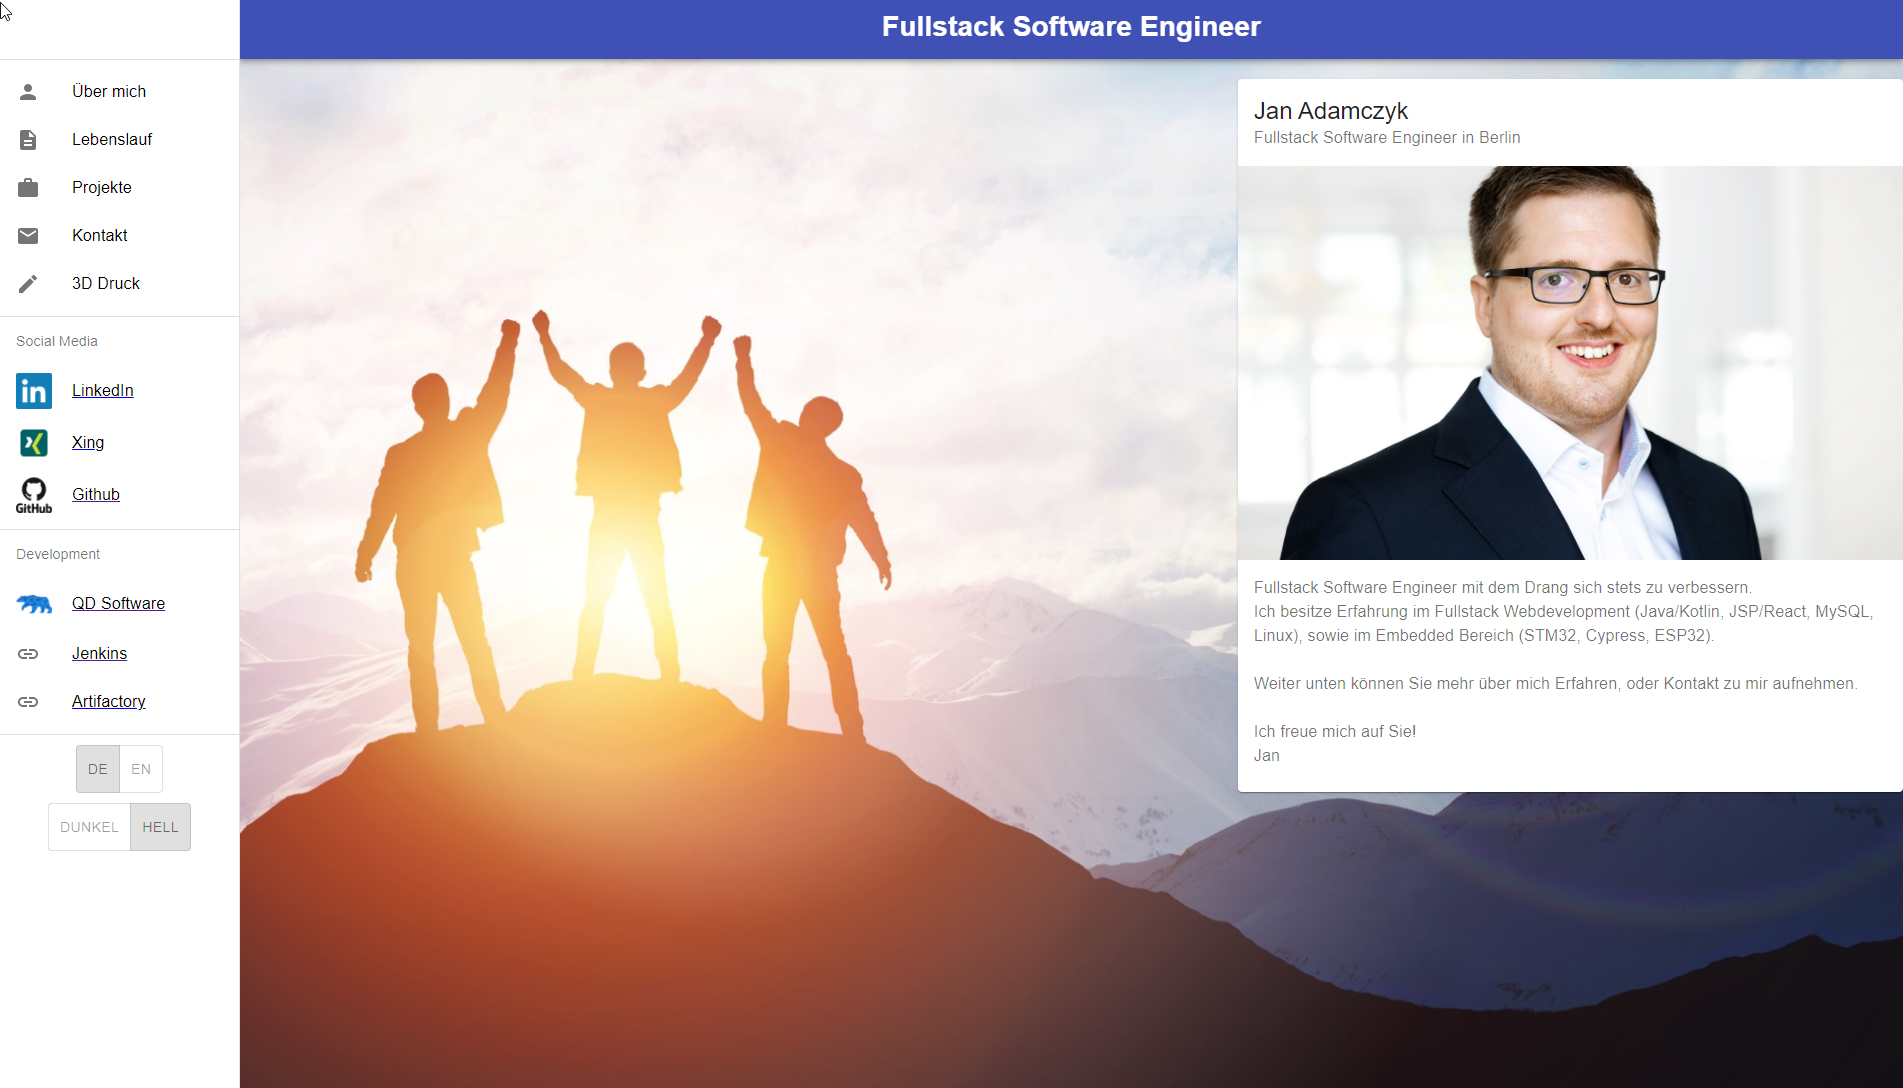 Fullstack Software Engineer
Über mich
Lebenslauf
Projekte
Kontakt
3D Druck
Social Media
in LinkedIn
Xing
GitHub Github
Development
QD Software
Jenkins
Artifactory
DE EN
DUNKEL HELL
Jan Adamczyk
Fullstack Software Engineer in Berlin
Fullstack Software Engineer mit dem Drang sich stets zu verbessern.
Ich besitze Erfahrung im Fullstack Webdevelopment (Java/Kotlin, JSP/React, MySQL,
Linux), sowie im Embedded Bereich (STM32, Cypress, ESP32).
Weiter unten können Sie mehr über mich Erfahren, oder Kontakt zu mir aufnehmen.
Ich freue mich auf Sie!
Jan